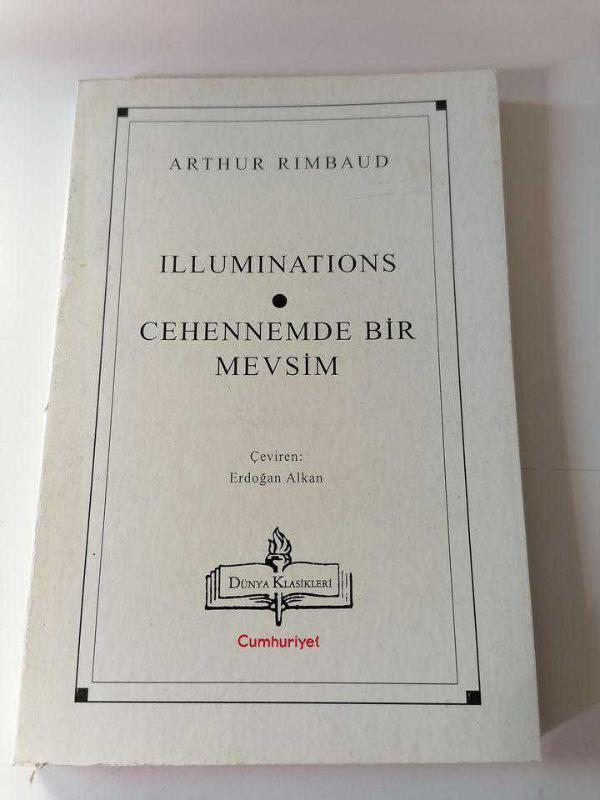 ARTHUR RIMBAUD
ILLUMINATIONS
●
CEHENNEMDE BİR
MEVSİM
Çeviren:
Erdoğan Alkan
DÜNYA KLASİKLERİ
Cumhuriyet